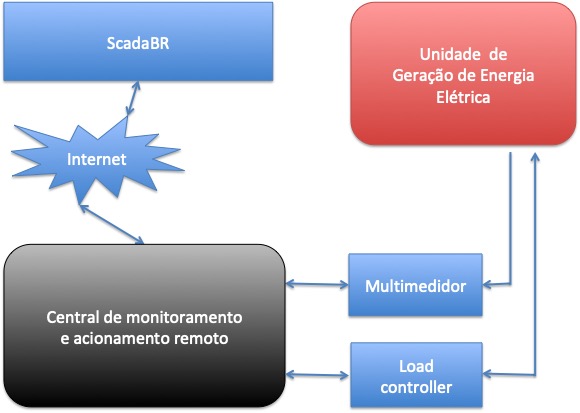 ScadaBR
Unidade de
Geração de Energia
Elétrica
Internet
Central de monitoramento
e acionamento remoto
Multimedidor
Load
controller